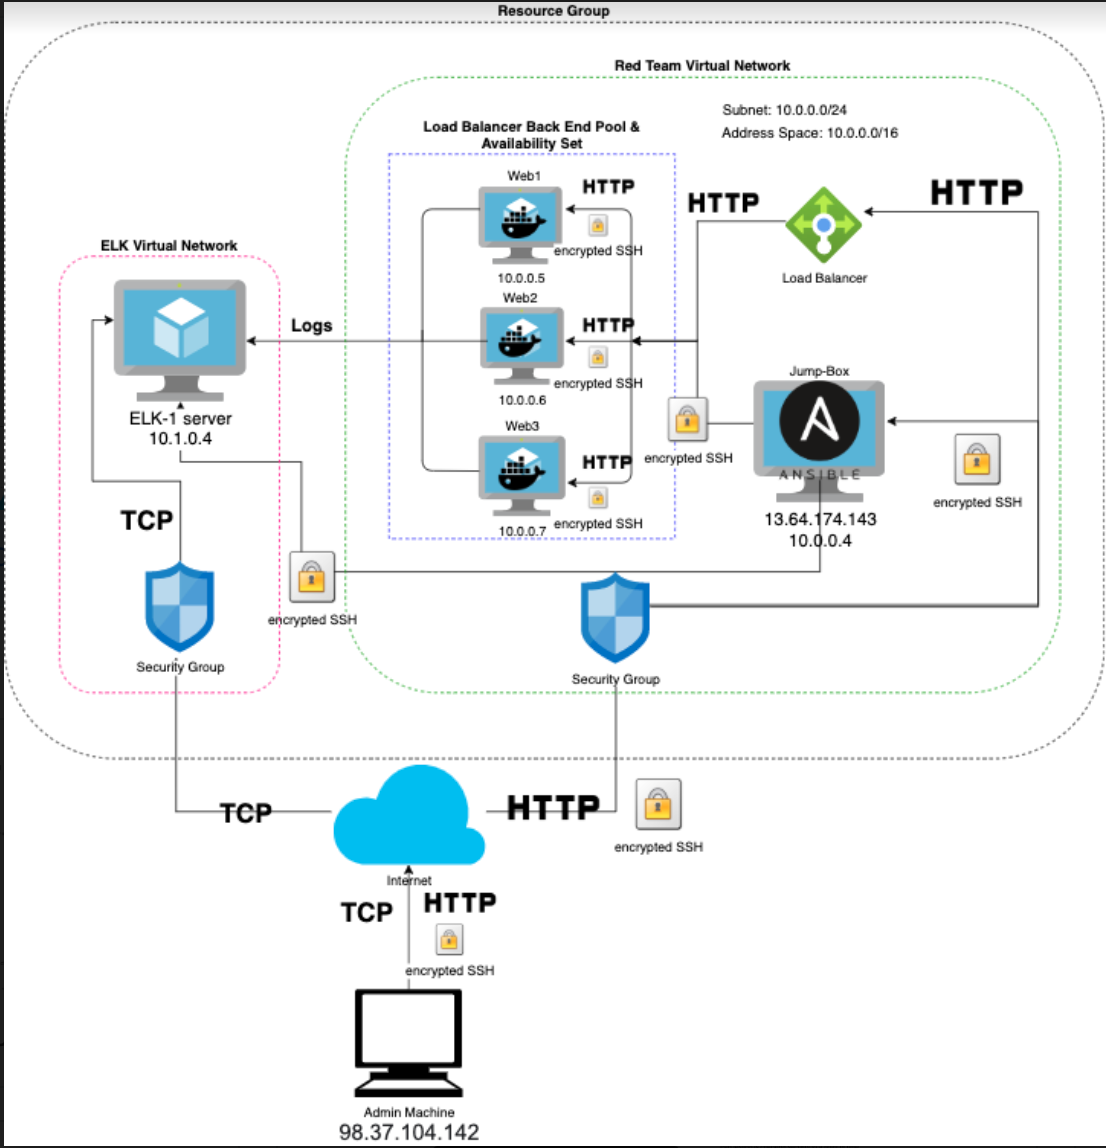 Resource Group
Red Team Virtual Network
Subnet: 10.0.0.0/24
Address Space: 10.0.0.0/16
Load Balancer Back End Pool &
Availability Set
Web1
HTTP
encrypted SSH
10.0.0.5
HTTP
HTTP
Load Balancer
ELK Virtual Network
Logs
Web2
HTTP
encrypted SSH
10.0.0.6
ELK-1 server
10.1.0.4
Web3
HTTP
encrypted SSH
10.0.0.7
encrypted SSH
Jump-Box
ANSIBLE
13.64.174.143
10.0.0.4
encrypted SSH
TCP
encrypted SSH
Security Group
Security Group
TCP
HTTP
encrypted SSH
Internet
TCP
HTTP
encrypted SSH
Admin Machine
98.37.104.142